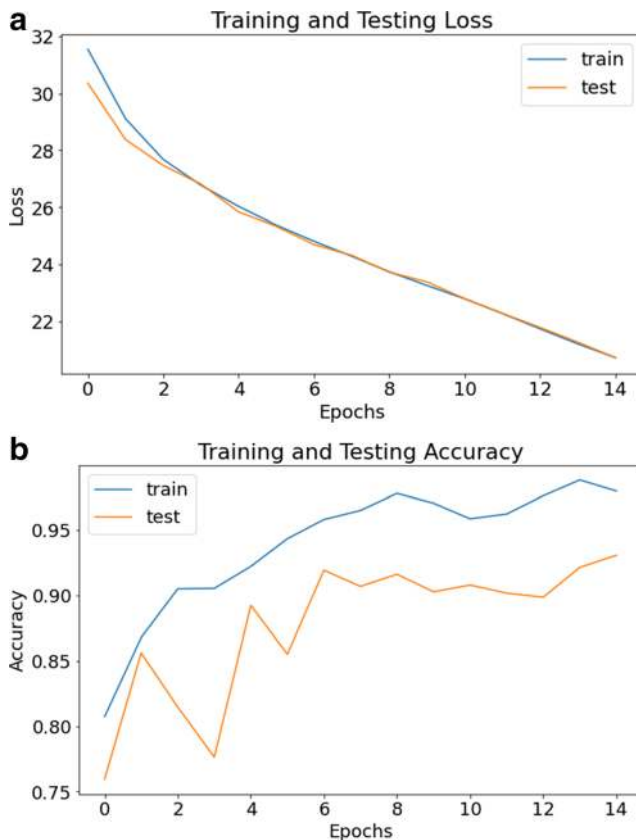 a
Training and Testing Loss
32
30
28
26
24
22
Loss
train
test
0 2 4 6 8 10 12 14
Epochs
b
Training and Testing Accuracy
train
test
0.95
0.90
0.85
0.80
0.75
Accuracy
0 2 4 6 8 10 12 14
Epochs